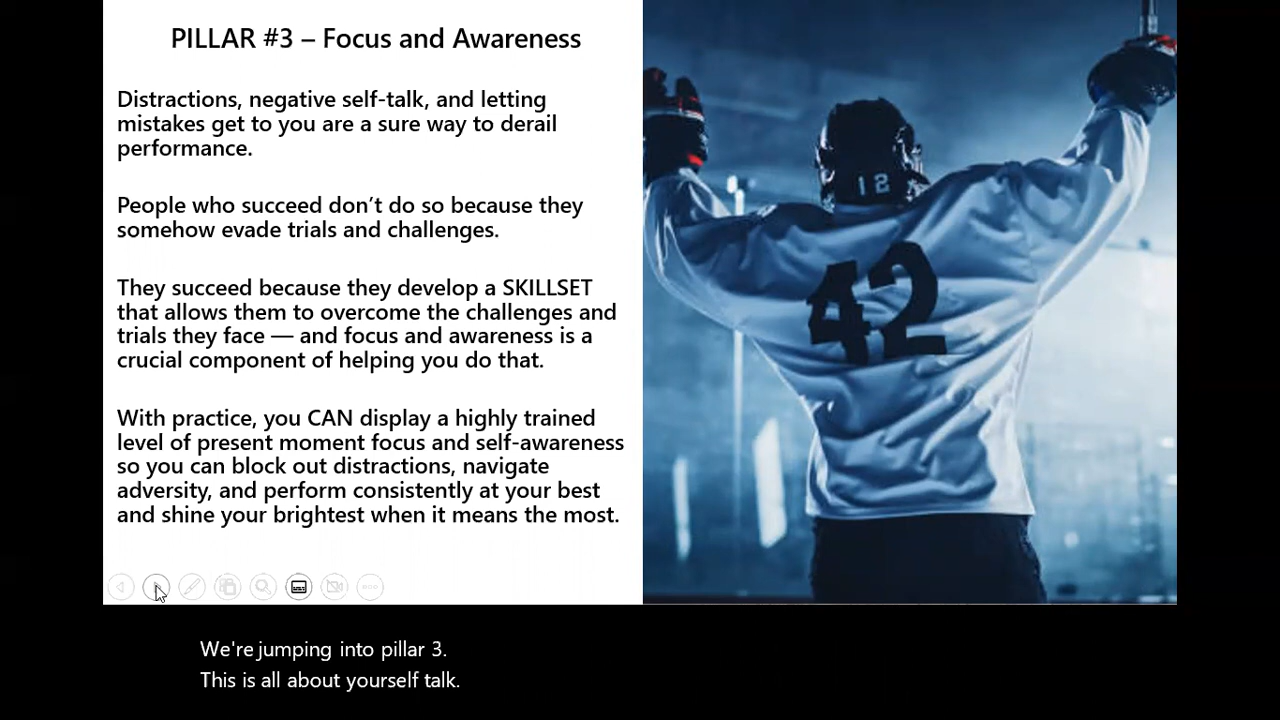 PILLAR #3 – Focus and Awareness
Distractions, negative self-talk, and letting
mistakes get to you are a sure way to derail
performance.
People who succeed don’t do so because they
somehow evade trials and challenges.
They succeed because they develop a SKILLSET
that allows them to overcome the challenges and
trials they face — and focus and awareness is a
crucial component of helping you do that.
With practice, you CAN display a highly trained
level of present moment focus and self-awareness
so you can block out distractions, navigate
adversity, and perform consistently at your best
and shine your brightest when it means the most.
12
42
We're jumping into pillar 3.
This is all about yourself talk.